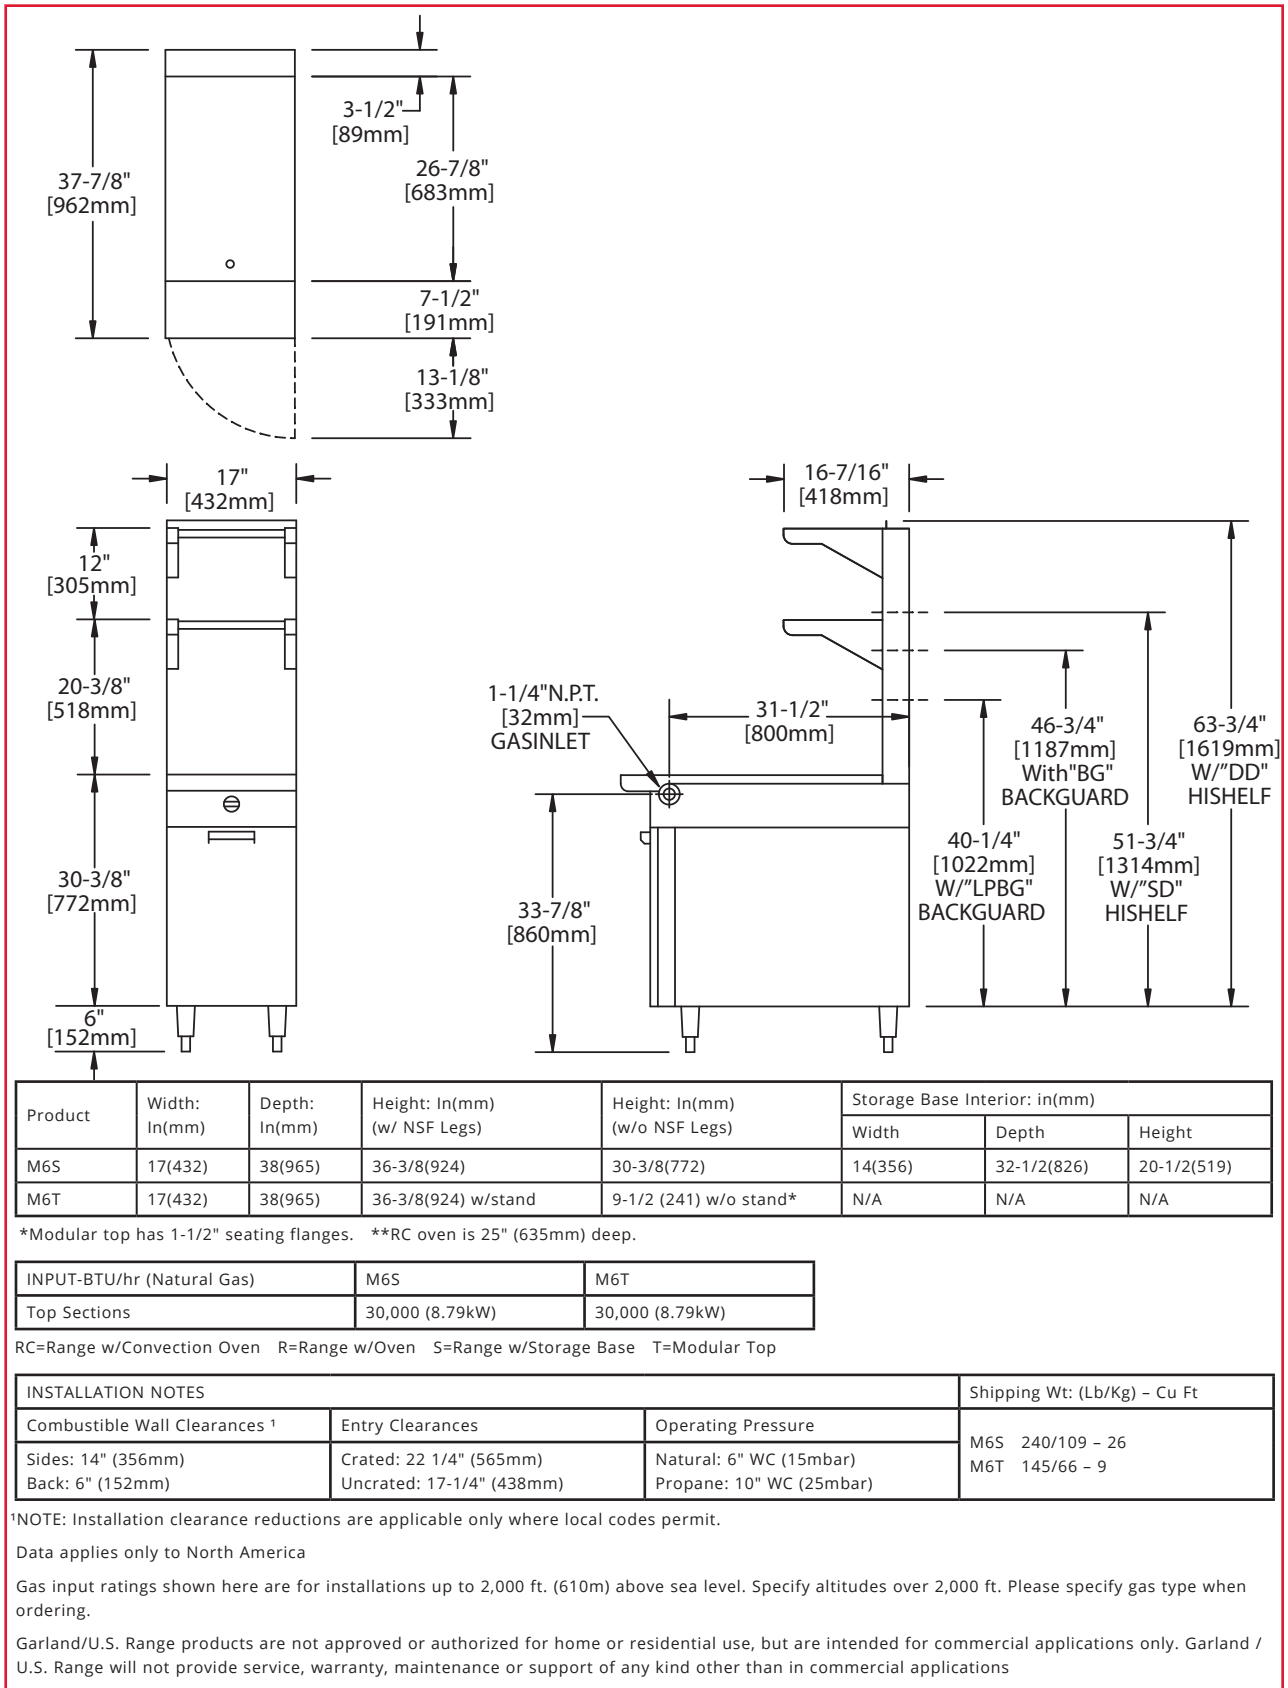 3-1/2"
[89mm]
37-7/8"
[962mm]
26-7/8"
[683mm]
7-1/2"
[191mm]
13-1/8"
[333mm]
17"
[432mm]
16-7/16"
[418mm]
12"
[305mm]
20-3/8"
[518mm]
30-3/8"
[772mm]
6"
[152mm]
1-1/4"N.P.T.
[32mm]
GASINLET
31-1/2"
[800mm]
33-7/8"
[860mm]
40-1/4"
[1022mm]
W/"LPBG"
BACKGUARD
46-3/4"
[1187mm]
With"BG"
BACKGUARD
51-3/4"
[1314mm]
W/"SD"
HISHELF
63-3/4"
[1619mm]
W/"DD"
HISHELF
Product Width: In(mm) Depth: In(mm) Height: In(mm) (w/ NSF Legs) Height: In(mm) (w/o NSF Legs) Storage Base Interior: in(mm)
Width Depth Height
M6S 17(432) 38(965) 36-3/8(924) 30-3/8(772) 14(356) 32-1/2(826) 20-1/2(519)
M6T 17(432) 38(965) 36-3/8(924) w/stand 9-1/2 (241) w/o stand* N/A N/A N/A
*Modular top has 1-1/2" seating flanges. **RC oven is 25" (635mm) deep.
INPUT-BTU/hr (Natural Gas) M6S M6T
Top Sections 30,000 (8.79kW) 30,000 (8.79kW)
RC=Range w/Convection Oven R=Range w/Oven S=Range w/Storage Base T=Modular Top
INSTALLATION NOTES Shipping Wt: (Lb/Kg) – Cu Ft
Combustible Wall Clearances ¹ Entry Clearances Operating Pressure
Sides: 14" (356mm) Crated: 22 1/4" (565mm) Natural: 6" WC (15mbar) M6S 240/109 – 26
Back: 6" (152mm) Uncrated: 17-1/4" (438mm) Propane: 10" WC (25mbar) M6T 145/66 – 9
¹NOTE: Installation clearance reductions are applicable only where local codes permit.
Data applies only to North America
Gas input ratings shown here are for installations up to 2,000 ft. (610m) above sea level. Specify altitudes over 2,000 ft. Please specify gas type when
ordering.
Garland/U.S. Range products are not approved or authorized for home or residential use, but are intended for commercial applications only. Garland /
U.S. Range will not provide service, warranty, maintenance or support of any kind other than in commercial applications